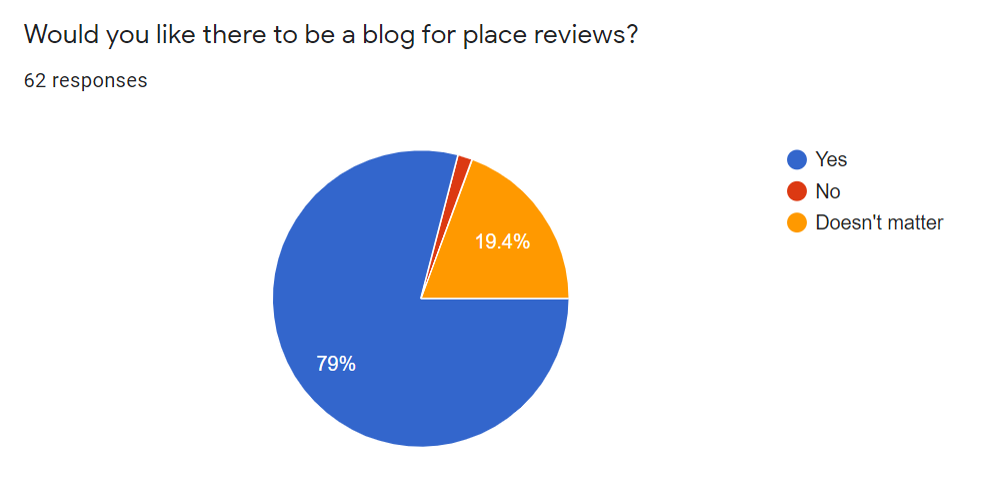 Would you like there to be a blog for place reviews?
62 responses
Yes
No
Doesn't matter
19.4%
79%